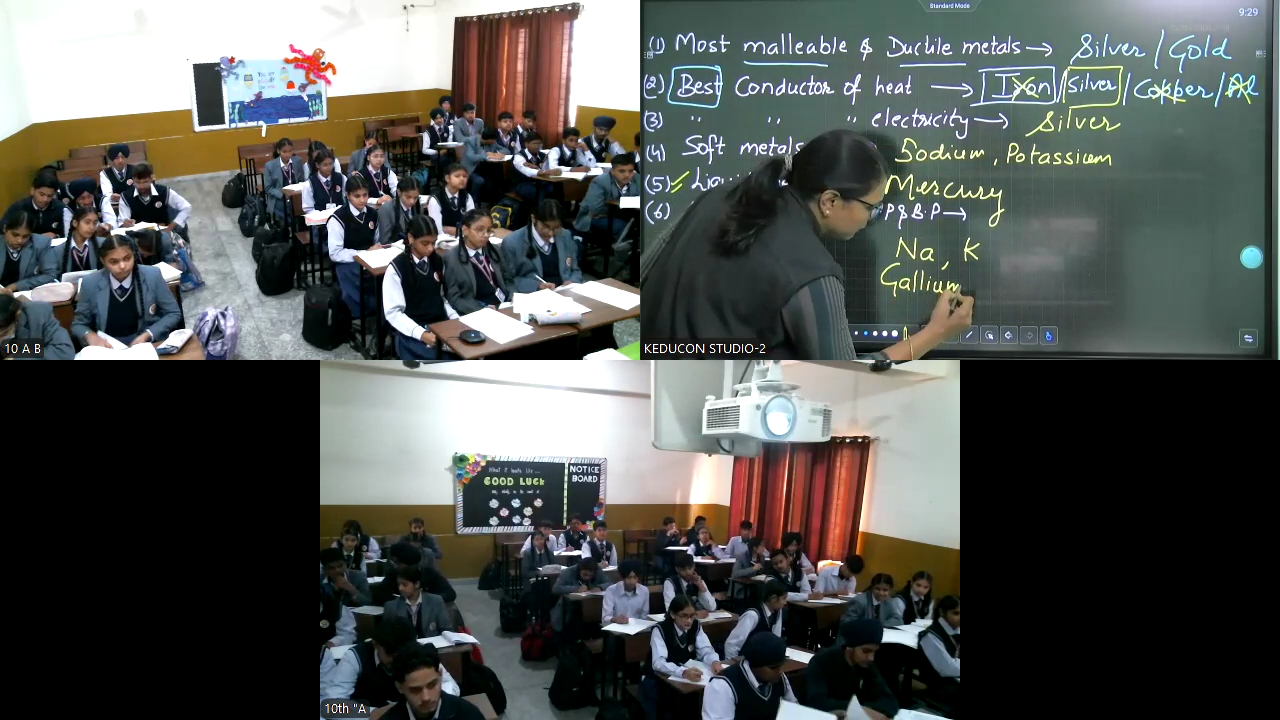 Standard Mode
9:29
(1) Most malleable & Ductile metals → Silver / Gold
(2) Best Conductor of heat → / Silver / Copper / Al
(3) " " " electricity → Silver
(4) Soft metals Sodium, Potassium
(5) Mercury
(6) P & B.P →
Na, K
Gallium
10 A B
KEDUCON STUDIO-2
GOOD LUCK
NOTICE
BOARD
10th "A